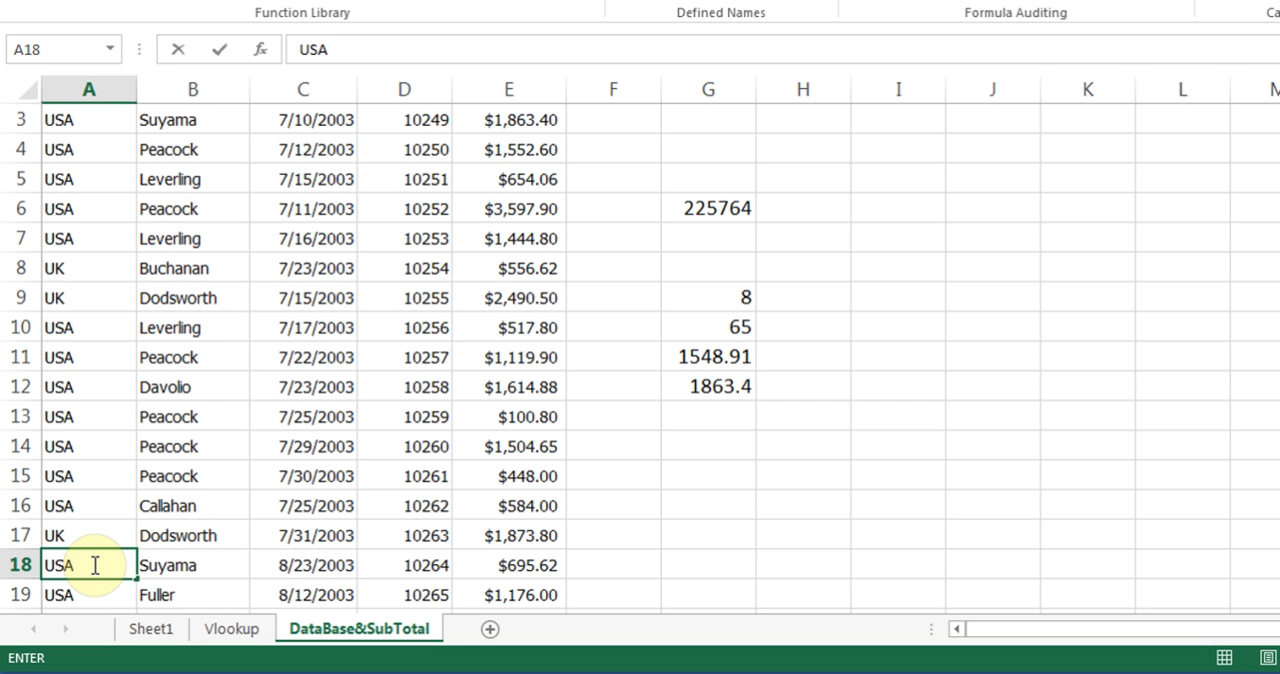 Function Library Defined Names Formula Auditing Ca
A18 fx USA
A B C D E F G H I J K L M
3 USA Suyama 7/10/2003 10249 $1,863.40
4 USA Peacock 7/12/2003 10250 $1,552.60
5 USA Leverling 7/15/2003 10251 $654.06
6 USA Peacock 7/11/2003 10252 $3,597.90 225764
7 USA Leverling 7/16/2003 10253 $1,444.80
8 UK Buchanan 7/23/2003 10254 $556.62
9 UK Dodsworth 7/15/2003 10255 $2,490.50 8
10 USA Leverling 7/17/2003 10256 $517.80 65
11 USA Peacock 7/22/2003 10257 $1,119.90 1548.91
12 USA Davolio 7/23/2003 10258 $1,614.88 1863.4
13 USA Peacock 7/25/2003 10259 $100.80
14 USA Peacock 7/29/2003 10260 $1,504.65
15 USA Peacock 7/30/2003 10261 $448.00
16 USA Callahan 7/25/2003 10262 $584.00
17 UK Dodsworth 7/31/2003 10263 $1,873.80
18 USA Suyama 8/23/2003 10264 $695.62
19 USA Fuller 8/12/2003 10265 $1,176.00
Sheet1 Vlookup DataBase&SubTotal
ENTER